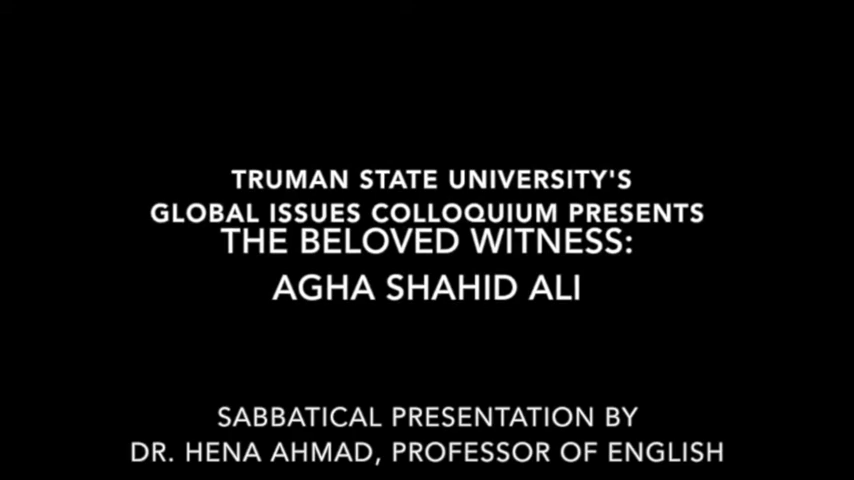 TRUMAN STATE UNIVERSITY'S
GLOBAL ISSUES COLLOQUIUM PRESENTS
THE BELOVED WITNESS:
AGHA SHAHID ALI
SABBATICAL PRESENTATION BY
DR. HENA AHMAD, PROFESSOR OF ENGLISH